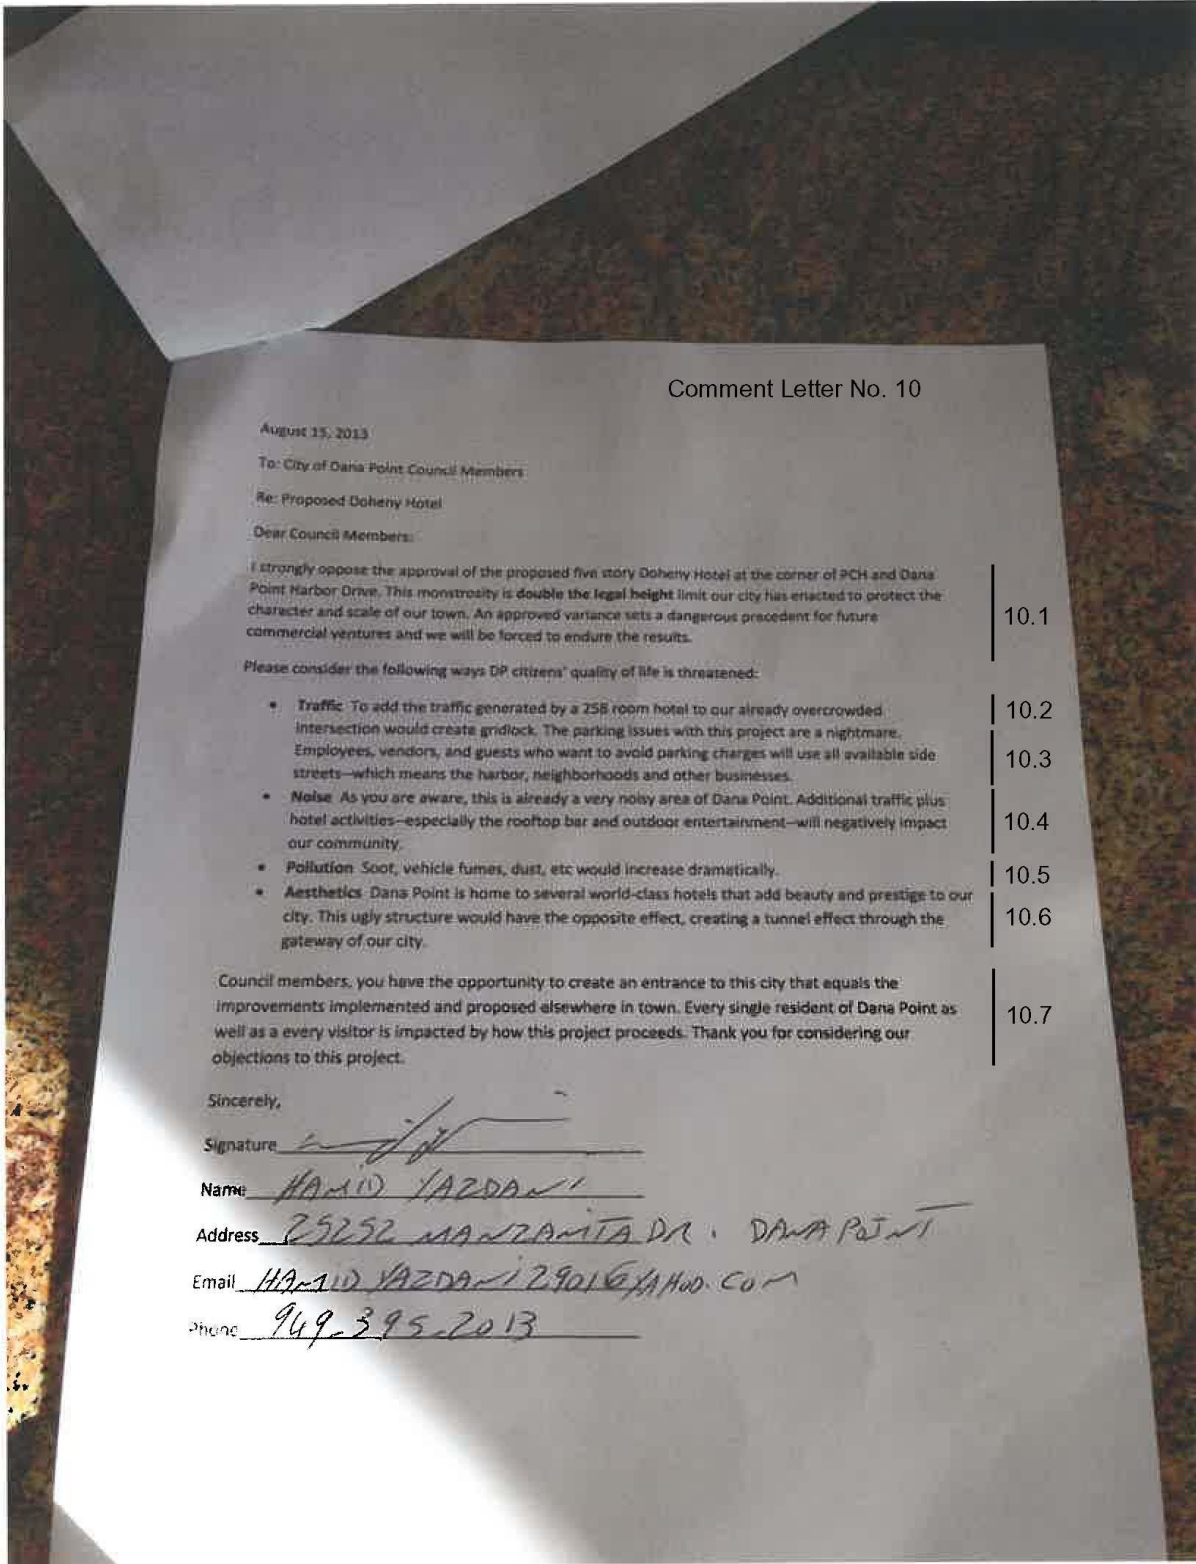 Comment Letter No. 10
August 15, 2013
To: City of Dana Point Council Members
Re: Proposed Doheny Hotel
Dear Council Members:
I strongly oppose the approval of the proposed five story Doheny Hotel at the corner of PCH and Dana
Point Harbor Drive. This monstrosity is double the legal height limit our city has enacted to protect the
character and scale of our town. An approved variance sets a dangerous precedent for future
commercial ventures and we will be forced to endure the results.
10.1
Please consider the following ways DP citizens' quality of life is threatened:
• Traffic To add the traffic generated by a 258 room hotel to our already overcrowded
intersection would create gridlock. The parking issues with this project are a nightmare.
Employees, vendors, and guests who want to avoid parking charges will use all available side
streets—which means the harbor, neighborhoods and other businesses.
10.2
10.3
• Noise As you are aware, this is already a very noisy area of Dana Point. Additional traffic plus
hotel activities—especially the rooftop bar and outdoor entertainment—will negatively impact
our community.
10.4
• Pollution Soot, vehicle fumes, dust, etc would increase dramatically.
10.5
• Aesthetics Dana Point is home to several world-class hotels that add beauty and prestige to our
city. This ugly structure would have the opposite effect, creating a tunnel effect through the
gateway of our city.
10.6
Council members, you have the opportunity to create an entrance to this city that equals the
improvements implemented and proposed elsewhere in town. Every single resident of Dana Point as
well as a every visitor is impacted by how this project proceeds. Thank you for considering our
objections to this project.
10.7
Sincerely,
Signature
Name HAMID YAZDANI
Address 25252 MANZANITA DR. DANA POINT
Email HAMID YAZDANI 2901@YAHOO.COM
Phone 949-395-2013